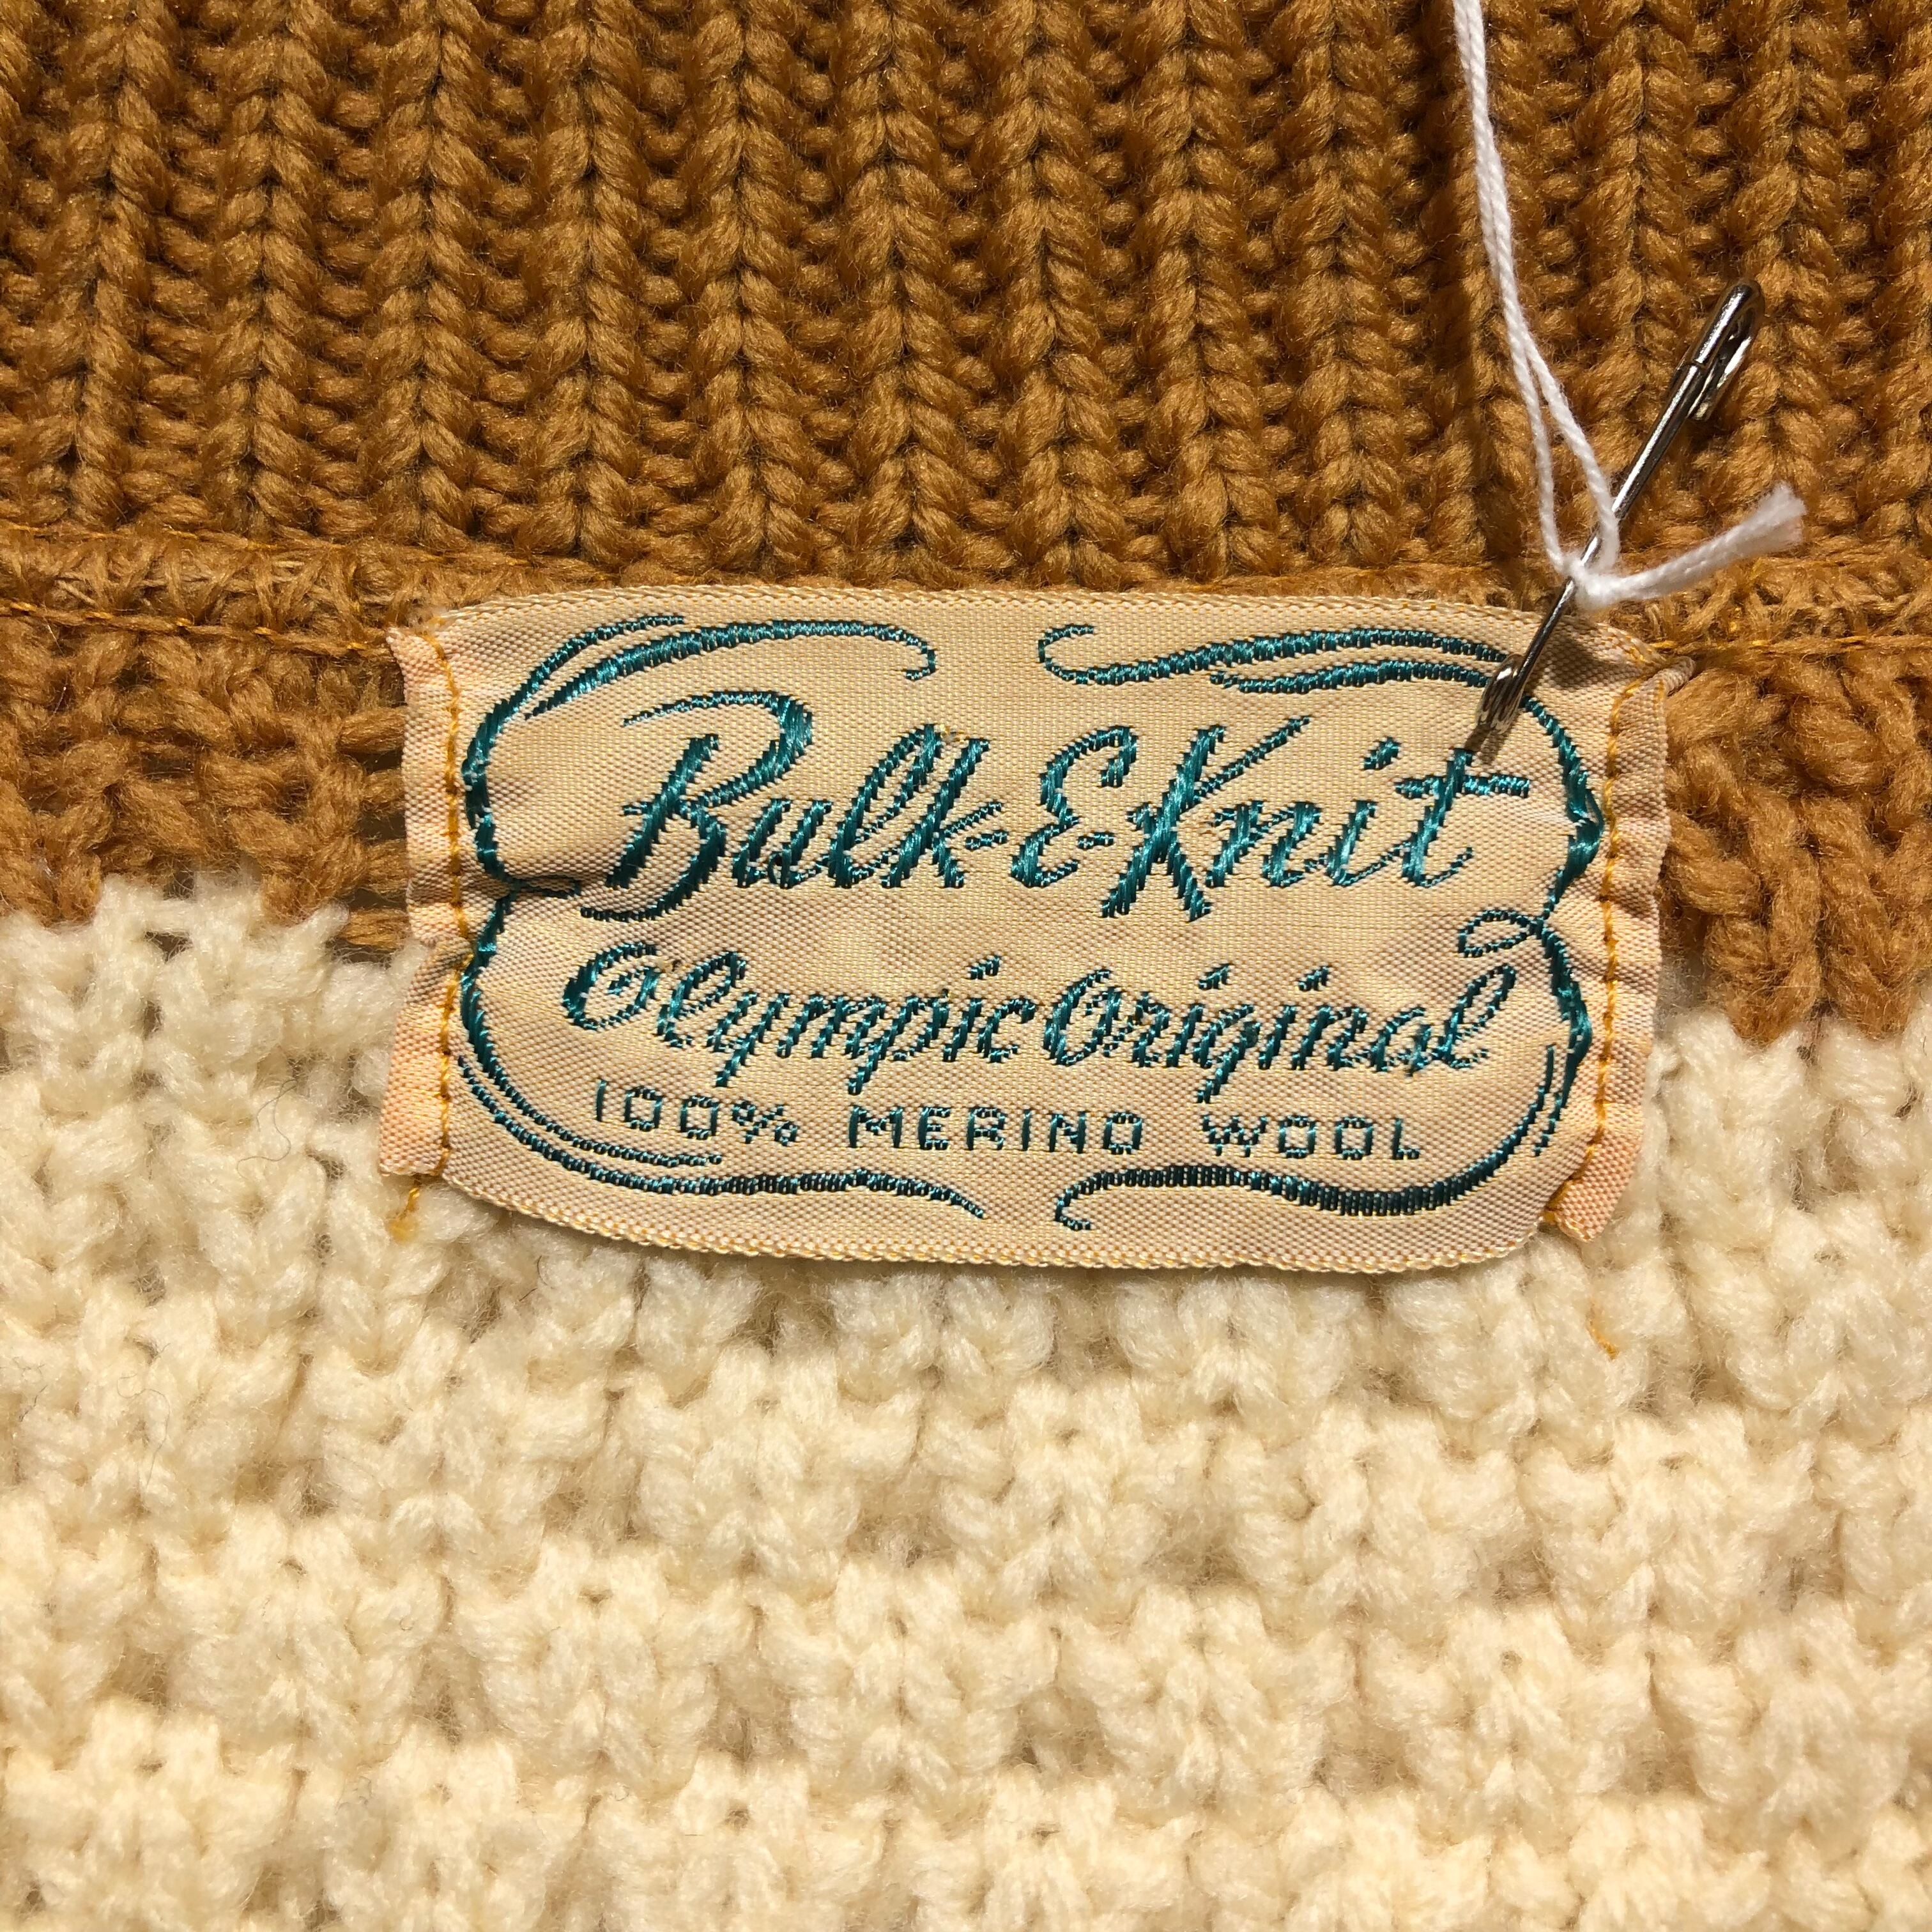 Bulk-E-Knit
Olympic Original
100% MERINO WOOL